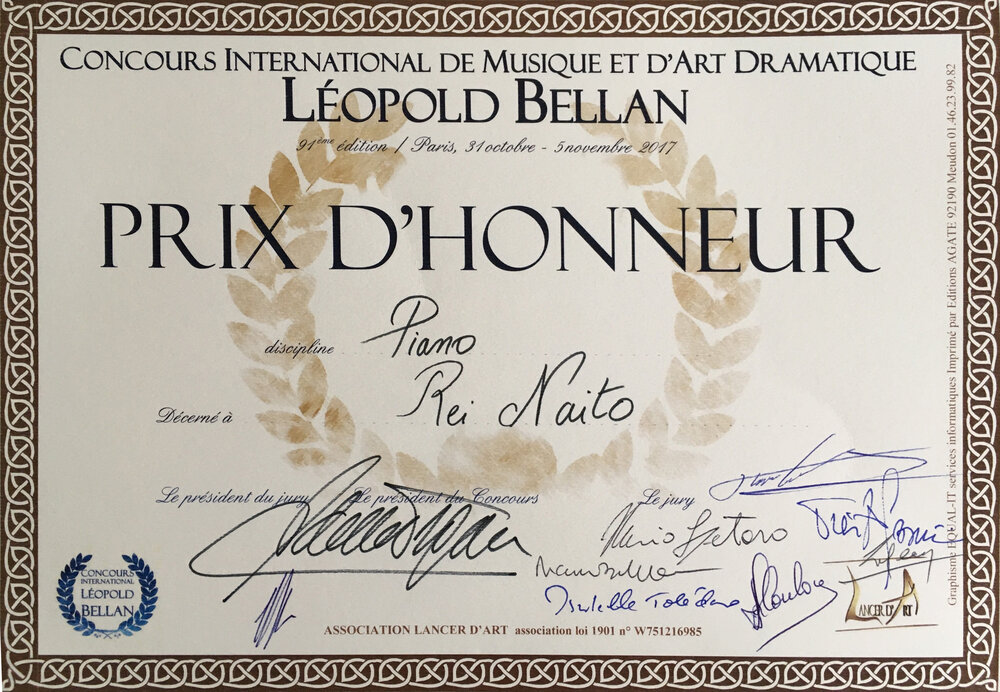 CONCOURS INTERNATIONAL DE MUSIQUE ET D'ART DRAMATIQUE
LÉOPOLD BELLAN
91ème édition / Paris, 31 octobre - 5 novembre 2017
PRIX D'HONNEUR
discipline Piano
Décerné à Rei Naito
Le président du jury Le président du Concours Le jury
Isabelle Tolédano
CONCOURS
INTERNATIONAL
LÉOPOLD
BELLAN
LANCER D'ART
ASSOCIATION LANCER D'ART association loi 1901 n° W751216985
Graphisme EQUAL-IT services informatiques Imprimé par Editions AGATE 92190 Meudon 01.46.23.99.82